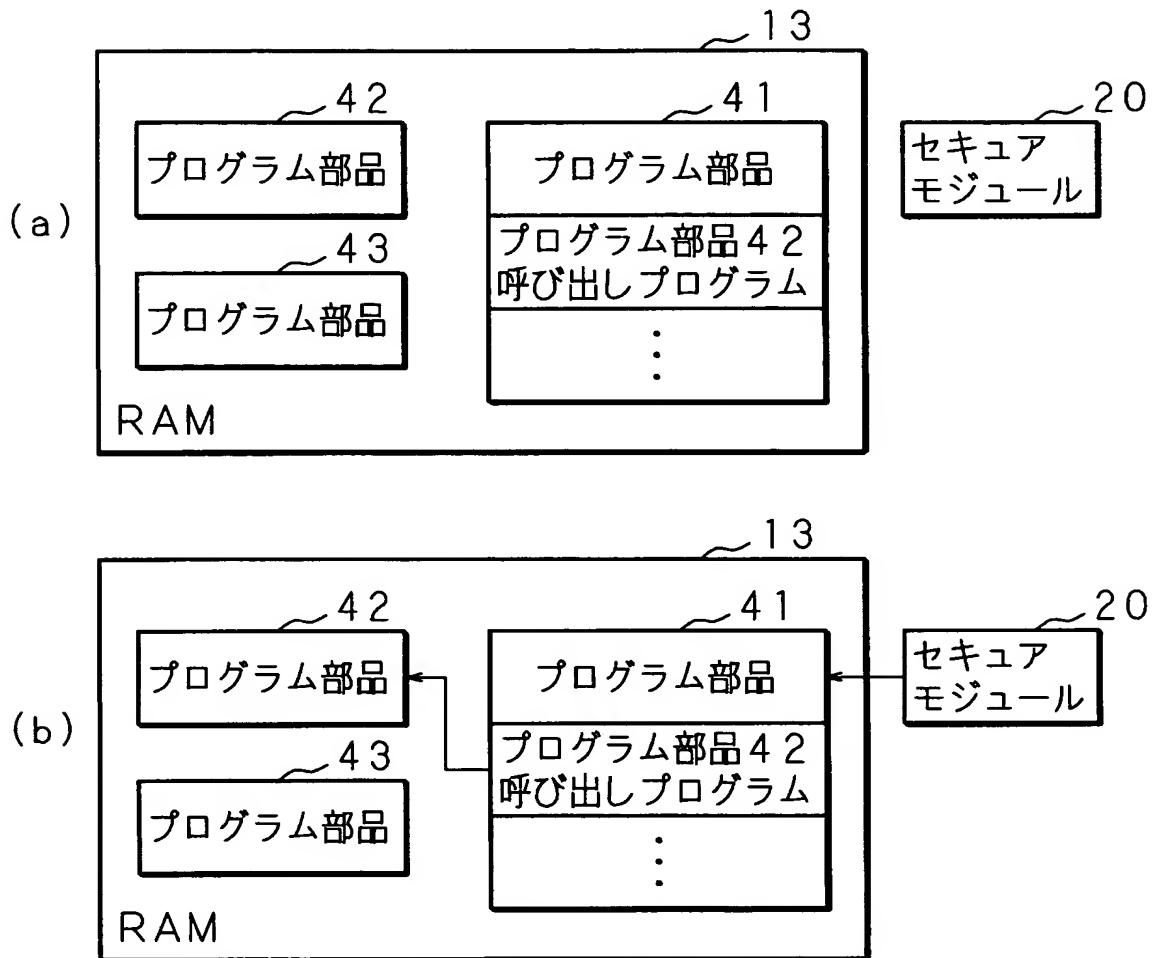 13
42
41
20
プログラム部品
プログラム部品
セキュア
モジュール
(a)
プログラム部品42
呼び出しプログラム
43
プログラム部品
⋮
RAM
13
42
41
20
プログラム部品
プログラム部品
セキュア
モジュール
(b)
プログラム部品42
呼び出しプログラム
43
プログラム部品
⋮
RAM